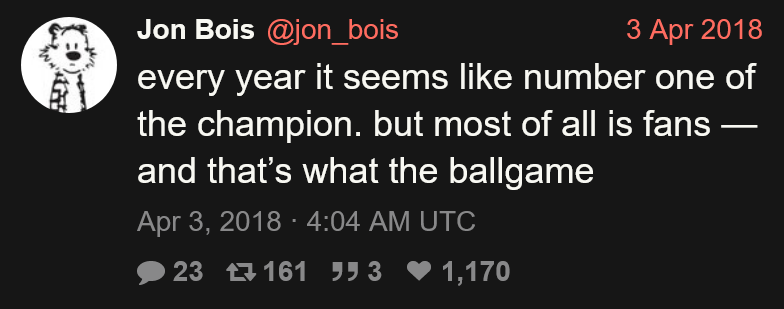 Jon Bois @jon_bois 3 Apr 2018
every year it seems like number one of
the champion. but most of all is fans —
and that’s what the ballgame
Apr 3, 2018 · 4:04 AM UTC
23 161 3 1,170